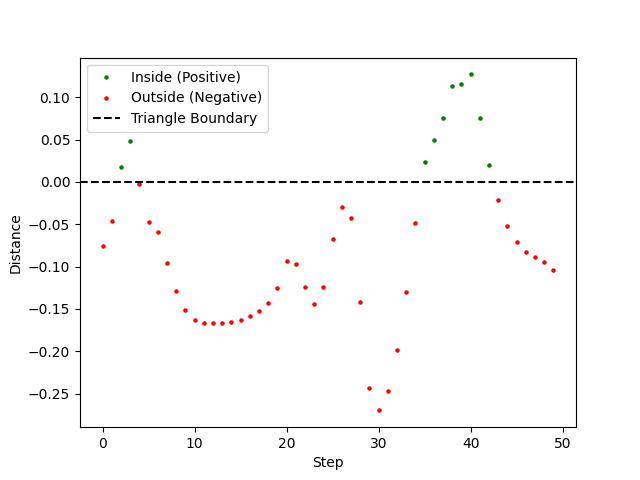 Inside (Positive)
Outside (Negative)
Triangle Boundary
0.10
0.05
0.00
−0.05
−0.10
−0.15
−0.20
−0.25
Distance
0 10 20 30 40 50
Step